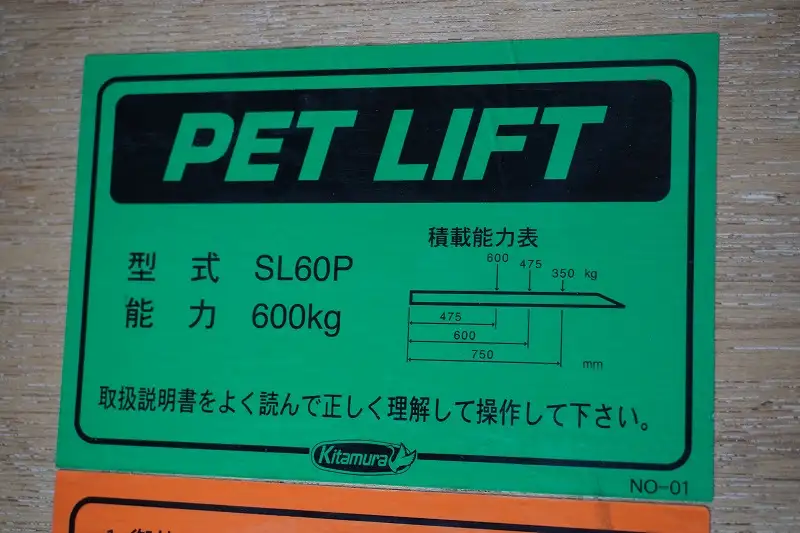 PET LIFT
型式 SL60P
能力 600kg
積載能力表
600 475 350 kg
475
600
750
mm
取扱説明書をよく読んで正しく理解して操作して下さい。
Kitamura
NO-01